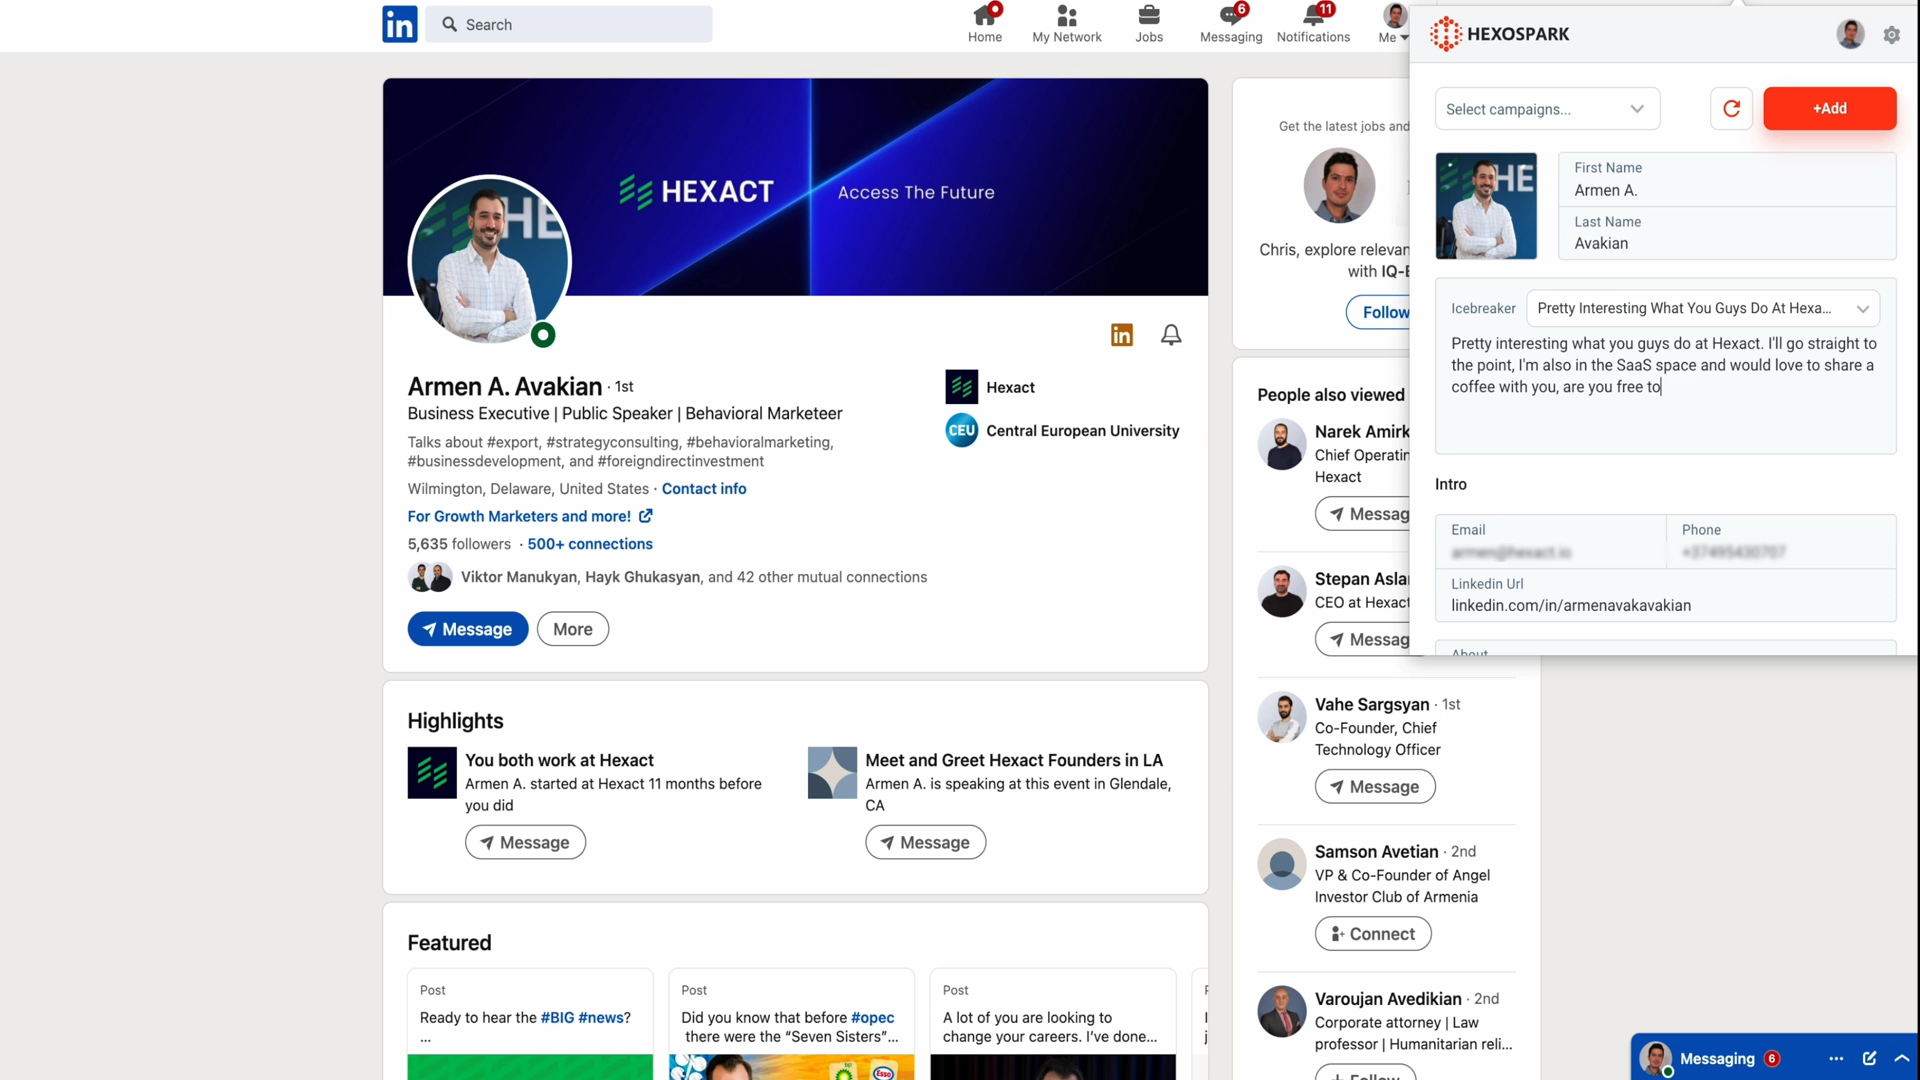 in
Search
Home
My Network
Jobs
6
Messaging
11
Notifications
Me
HEXOSPARK
Select campaigns...
+Add
First Name
Armen A.
Last Name
Avakian
Icebreaker
Pretty Interesting What You Guys Do At Hexa...
Pretty interesting what you guys do at Hexact. I'll go straight to
the point, I'm also in the SaaS space and would love to share a
coffee with you, are you free to
Intro
Email
Phone
Linkedin Url
linkedin.com/in/armenavakavakian
About
HEXACT
Access The Future
HE
Armen A. Avakian · 1st
Business Executive | Public Speaker | Behavioral Marketeer
Talks about #export, #strategyconsulting, #behavioralmarketing,
#businessdevelopment, and #foreigndirectinvestment
Wilmington, Delaware, United States · Contact info
For Growth Marketers and more!
5,635 followers · 500+ connections
Viktor Manukyan, Hayk Ghukasyan, and 42 other mutual connections
Message
More
in
Hexact
CEU
Central European University
Highlights
You both work at Hexact
Armen A. started at Hexact 11 months before
you did
Message
Meet and Greet Hexact Founders in LA
Armen A. is speaking at this event in Glendale,
CA
Message
Featured
Post
Ready to hear the #BIG #news?
...
Post
Did you know that before #opec
there were the “Seven Sisters”...
Post
A lot of you are looking to
change your careers. I’ve done...
Esso
Get the latest jobs and
Chris, explore relevan
with IQ-E
Follow
People also viewed
Narek Amirk
Chief Operatin
Hexact
Messag
Stepan Asla
CEO at Hexact
Messag
Vahe Sargsyan · 1st
Co-Founder, Chief
Technology Officer
Message
Samson Avetian · 2nd
VP & Co-Founder of Angel
Investor Club of Armenia
Connect
Varoujan Avedikian · 2nd
Corporate attorney | Law
professor | Humanitarian reli...
+ Follow
Messaging 6